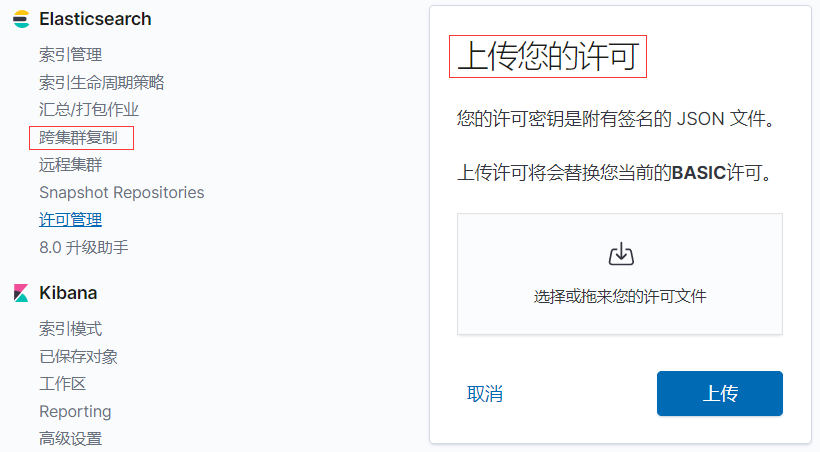 Elasticsearch
索引管理
索引生命周期策略
汇总/打包作业
跨集群复制
远程集群
Snapshot Repositories
许可管理
8.0 升级助手
Kibana
索引模式
已保存对象
工作区
Reporting
高级设置
上传您的许可
您的许可密钥是附有签名的 JSON 文件。
上传许可将会替换您当前的BASIC许可。
选择或拖来您的许可文件
取消
上传